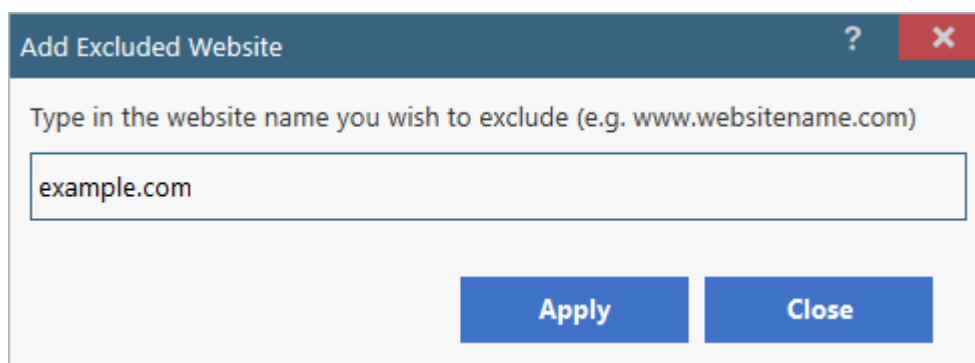 Add Excluded Website ?
Type in the website name you wish to exclude (e.g. www.websitename.com)
example.com
Apply Close